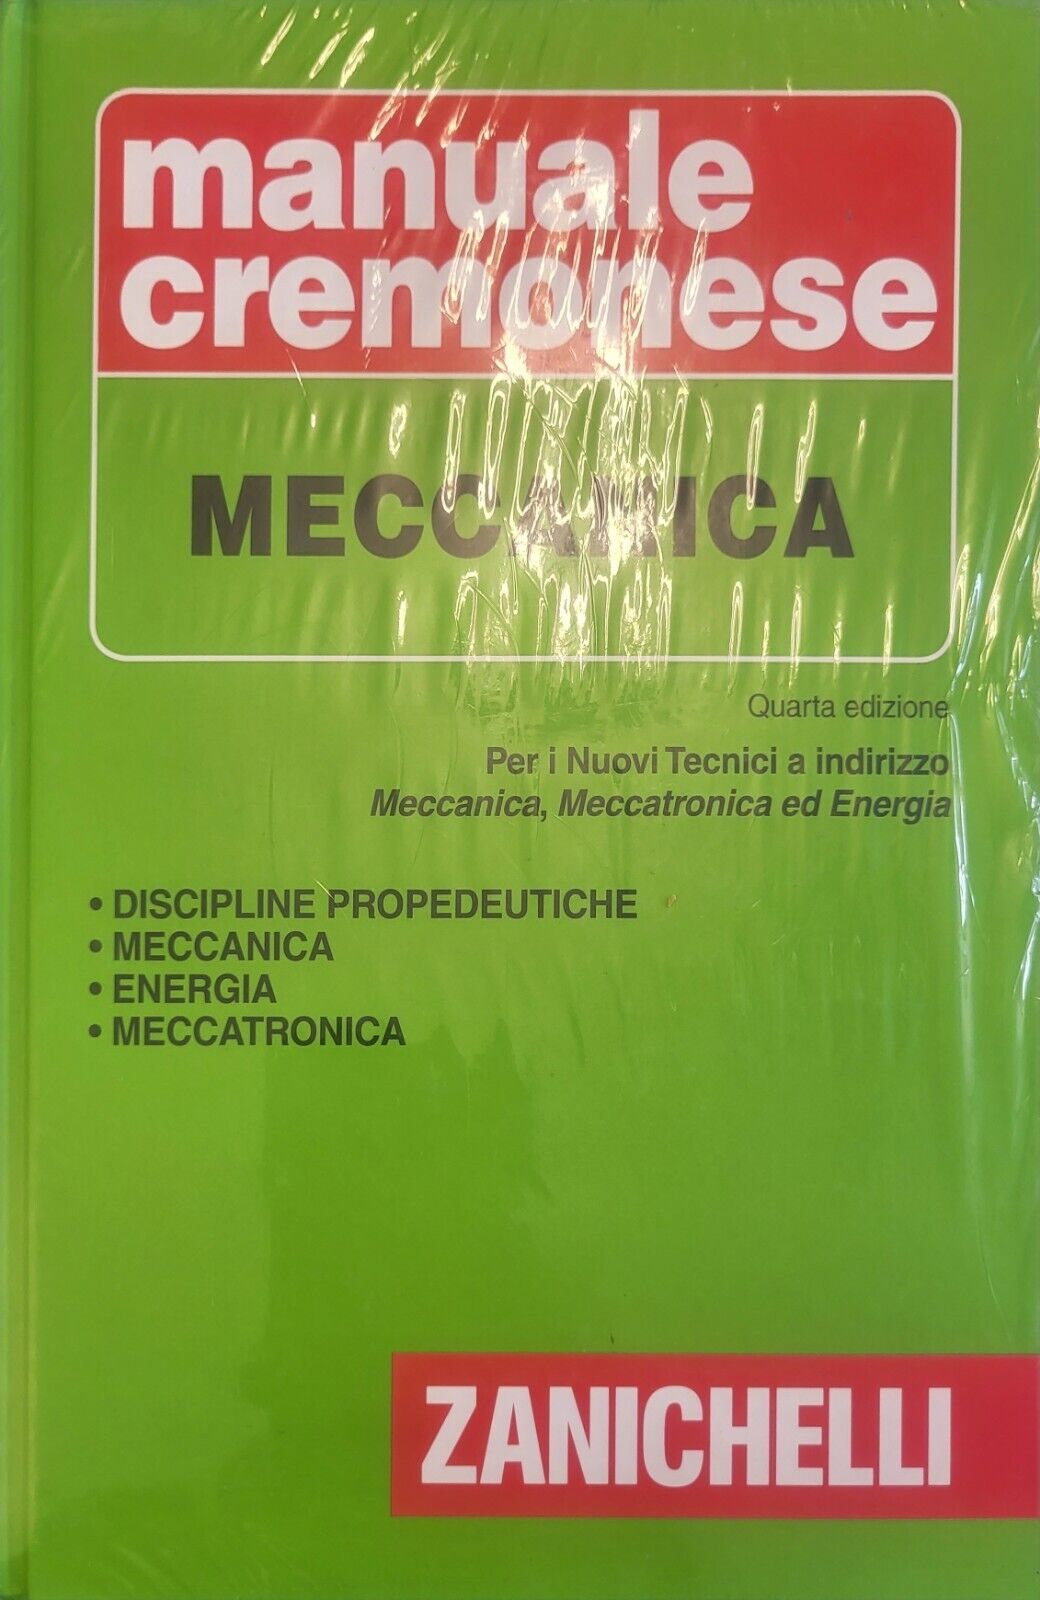 manuale
cremonese
MECCANICA
Quarta edizione
Per i Nuovi Tecnici a indirizzo
Meccanica, Meccatronica ed Energia
• DISCIPLINE PROPEDEUTICHE
• MECCANICA
• ENERGIA
• MECCATRONICA
ZANICHELLI